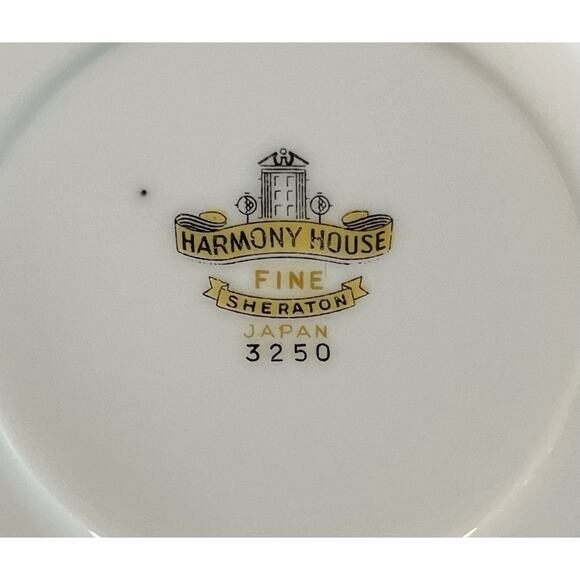 HARMONY HOUSE
FINE
SHERATON
JAPAN
3250